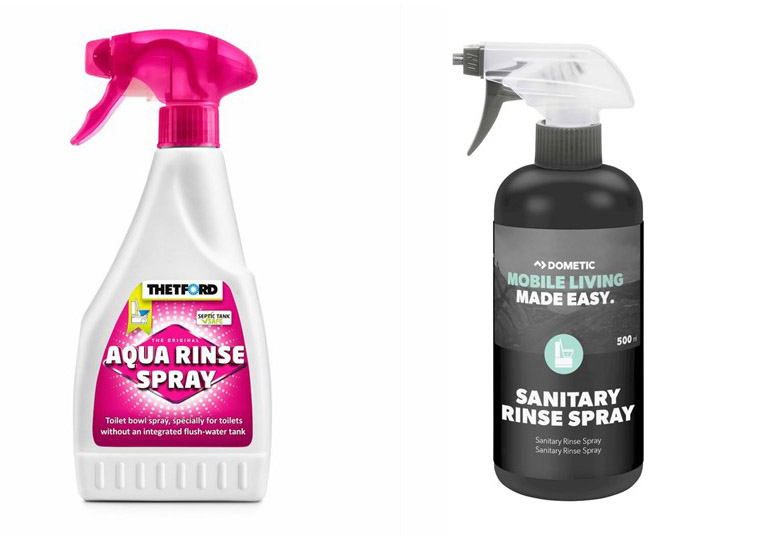 THETFORD
SEPTIC TANK
SAFE
THE ORIGINAL
AQUA RINSE
SPRAY
Toilet bowl spray, specially for toilets
without an integrated flush-water tank
DOMETIC
MOBILE LIVING
MADE EASY.
500 ml
SANITARY
RINSE SPRAY
Sanitary Rinse Spray
Sanitary Rinse Spray